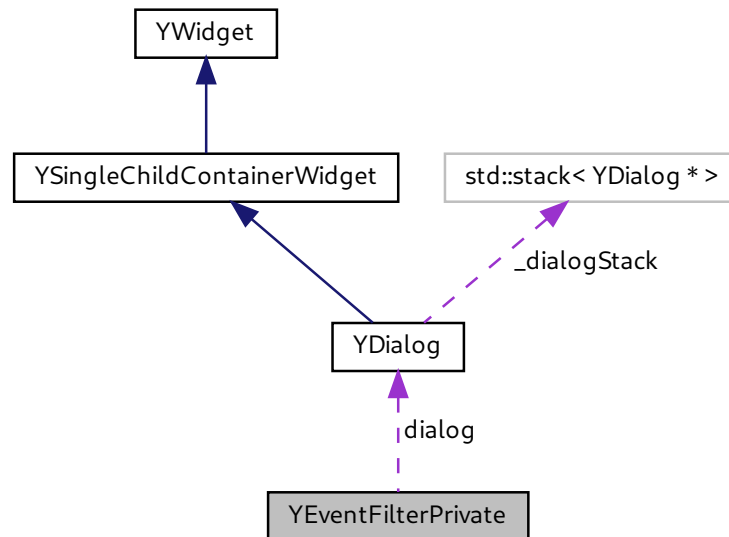 YWidget
YSingleChildContainerWidget
std::stack< YDialog * >
_dialogStack
YDialog
dialog
YEventFilterPrivate